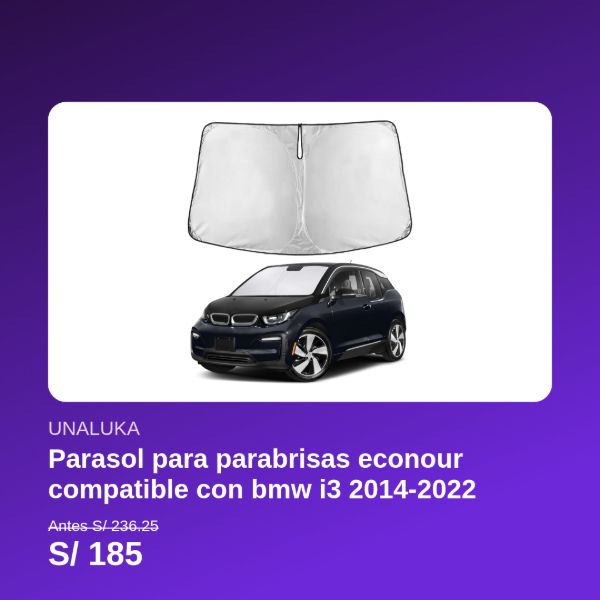 UNALUKA
Parasol para parabrisas econour
compatible con bmw i3 2014-2022
Antes S/ 236.25
S/ 185